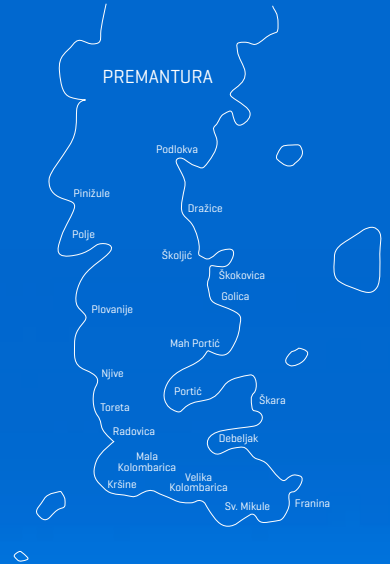 PREMANTURA
Podlokva
Pinižule
Dražice
Polje
Školjić
Škokovica
Golica
Plovanije
Mah Portić
Njive
Portić
Škara
Toreta
Radovica
Debeljak
Mala
Kolombarica
Kršine
Velika
Kolombarica
Sv. Mikule
Franina